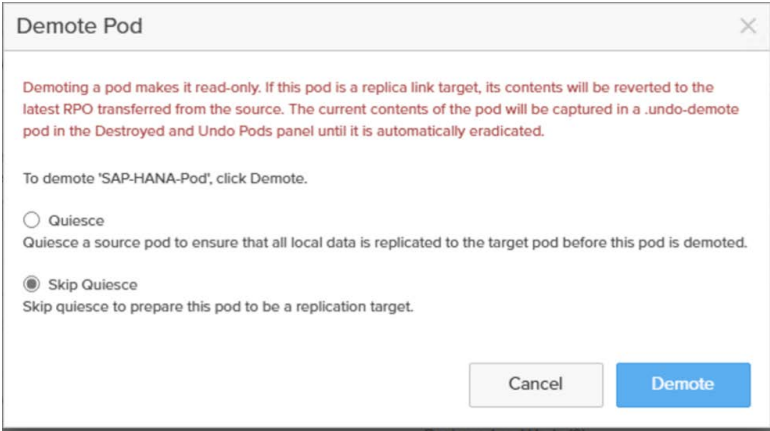 Demote Pod
Demoting a pod makes it read-only. If this pod is a replica link target, its contents will be reverted to the
latest RPO transferred from the source. The current contents of the pod will be captured in a .undo-demote
pod in the Destroyed and Undo Pods panel until it is automatically eradicated.
To demote 'SAP-HANA-Pod', click Demote.
Quiesce
Quiesce a source pod to ensure that all local data is replicated to the target pod before this pod is demoted.
Skip Quiesce
Skip quiesce to prepare this pod to be a replication target.
Cancel
Demote